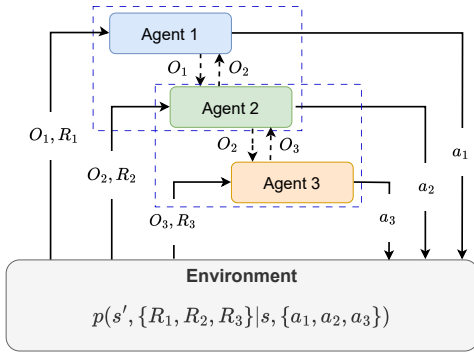 Agent 1
O₁ O₂
Agent 2
O₁, R₁
a₁
O₂ O₃
O₂, R₂
Agent 3
a₂
O₃, R₃
a₃
Environment
p(s′, {R₁, R₂, R₃}|s, {a₁, a₂, a₃})